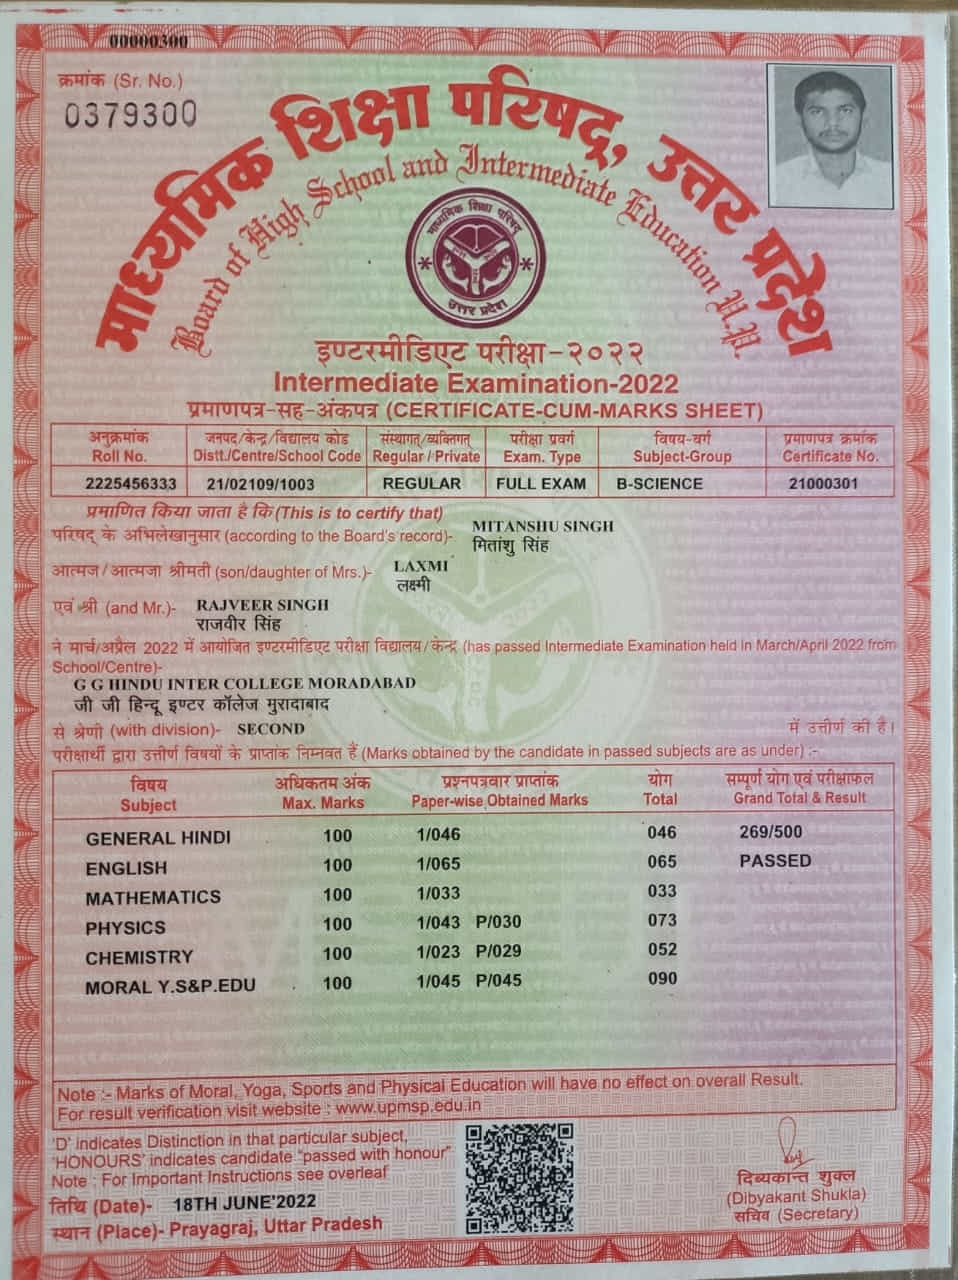 00000300
क्रमांक (Sr. No.)
0379300
माध्यमिक शिक्षा परिषद्, उत्तर प्रदेश
Board of High School and Intermediate Education U.P.
माध्यमिक शिक्षा परिषद्
उत्तर प्रदेश
इण्टरमीडिएट परीक्षा-२०२२
Intermediate Examination-2022
प्रमाणपत्र-सह-अंकपत्र (CERTIFICATE-CUM-MARKS SHEET)
अनुक्रमांक जनपद/केन्द्र/विद्यालय कोड संस्थागत्/व्यक्तिगत् परीक्षा प्रवर्ग विषय-वर्ग प्रमाणपत्र क्रमांक
Roll No. Distt./Centre/School Code Regular / Private Exam. Type Subject-Group Certificate No.
2225456333 21/02109/1003 REGULAR FULL EXAM B-SCIENCE 21000301
प्रमाणित किया जाता है कि (This is to certify that)
परिषद के अभिलेखानुसार (according to the Board's record)- MITANSHU SINGH
मितांशु सिंह
आत्मज/आत्मजा श्रीमती (son/daughter of Mrs.)- LAXMI
लक्ष्मी
एवं श्री (and Mr.)- RAJVEER SINGH
राजवीर सिंह
ने मार्च/अप्रैल 2022 में आयोजित इण्टरमीडिएट परीक्षा विद्यालय/केन्द्र (has passed Intermediate Examination held in March/April 2022 from
School/Centre)-
G G HINDU INTER COLLEGE MORADABAD
जी जी हिन्दू इण्टर कॉलेज मुरादाबाद
से श्रेणी (with division)- SECOND में उत्तीर्ण की है।
परीक्षार्थी द्वारा उत्तीर्ण विषयों के प्राप्तांक निम्नवत हैं (Marks obtained by the candidate in passed subjects are as under) :-
विषय अधिकतम अंक प्रश्नपत्रवार प्राप्तांक योग सम्पूर्ण योग एवं परीक्षाफल
Subject Max. Marks Paper-wise Obtained Marks Total Grand Total & Result
GENERAL HINDI 100 1/046 046 269/500
ENGLISH 100 1/065 065 PASSED
MATHEMATICS 100 1/033 033
PHYSICS 100 1/043 P/030 073
CHEMISTRY 100 1/023 P/029 052
MORAL Y.S&P.EDU 100 1/045 P/045 090
Note :- Marks of Moral, Yoga, Sports and Physical Education will have no effect on overall Result.
For result verification visit website : www.upmsp.edu.in
'D' indicates Distinction in that particular subject,
'HONOURS' indicates candidate "passed with honour"
Note : For Important Instructions see overleaf
तिथि (Date)- 18TH JUNE'2022
स्थान (Place)- Prayagraj, Uttar Pradesh
दिब्यकान्त शुक्ल
(Dibyakant Shukla)
सचिव (Secretary)